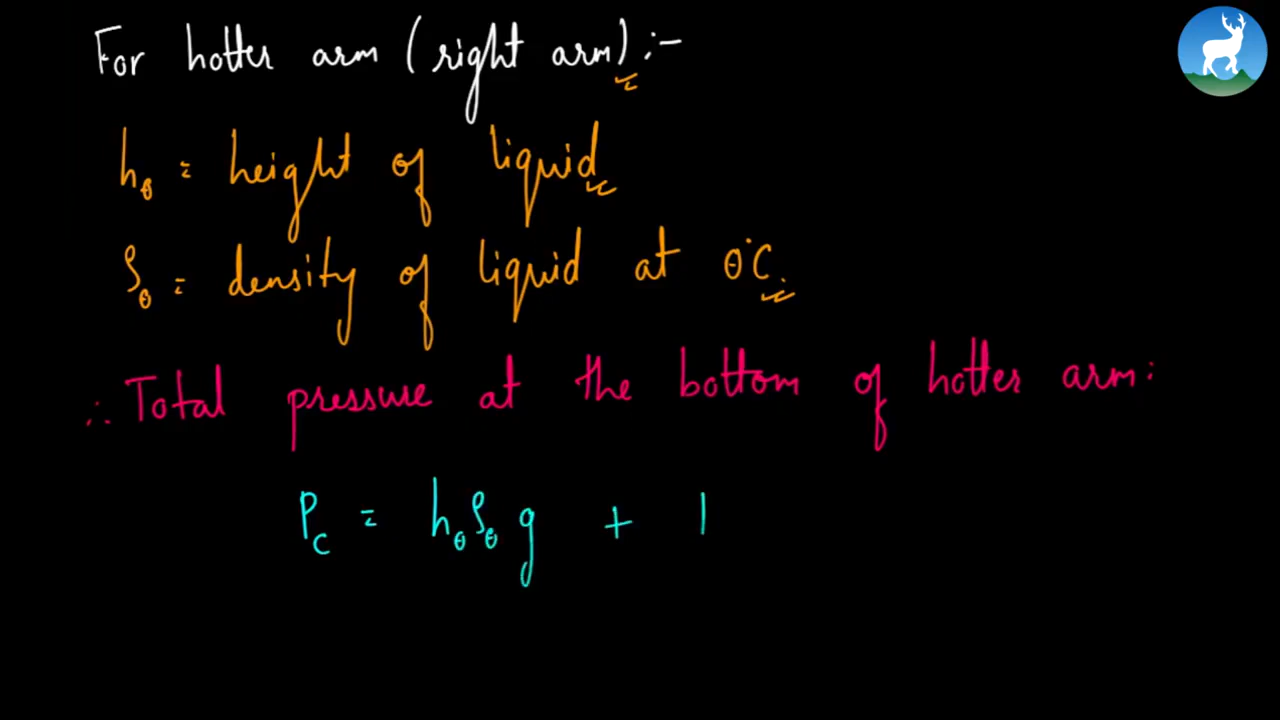 For hotter arm (right arm) :-
hθ = height of liquid
ρθ = density of liquid at θ°C.
∴ Total pressure at the bottom of hotter arm:
Pc = hθρθg +